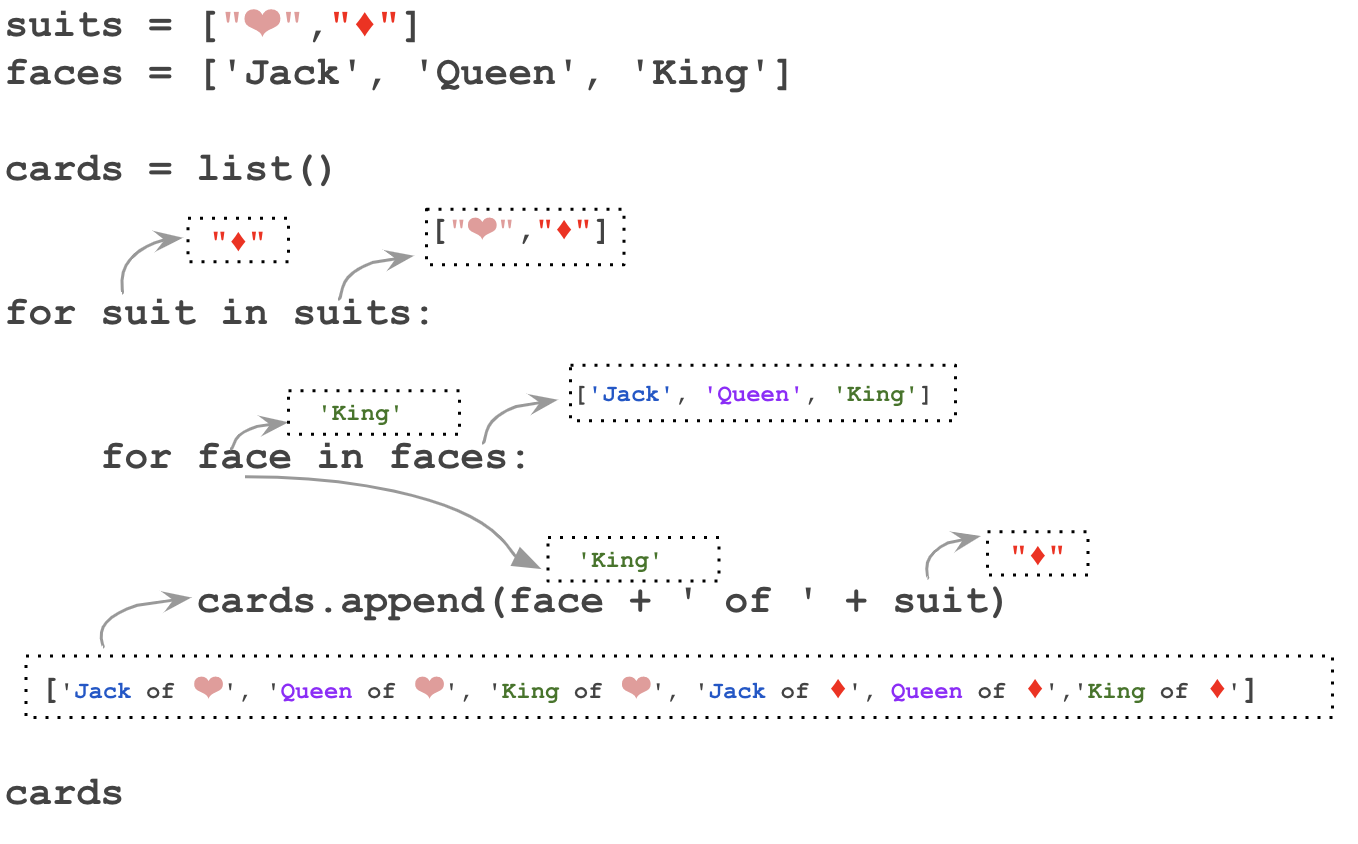 suits = ["❤","♦"]
faces = ['Jack', 'Queen', 'King']
cards = list()
"♦"
["❤","♦"]
for suit in suits:
'King'
['Jack', 'Queen', 'King']
for face in faces:
'King'
"♦"
cards.append(face + ' of ' + suit)
['Jack of ❤', 'Queen of ❤', 'King of ❤', 'Jack of ♦', Queen of ♦','King of ♦']
cards